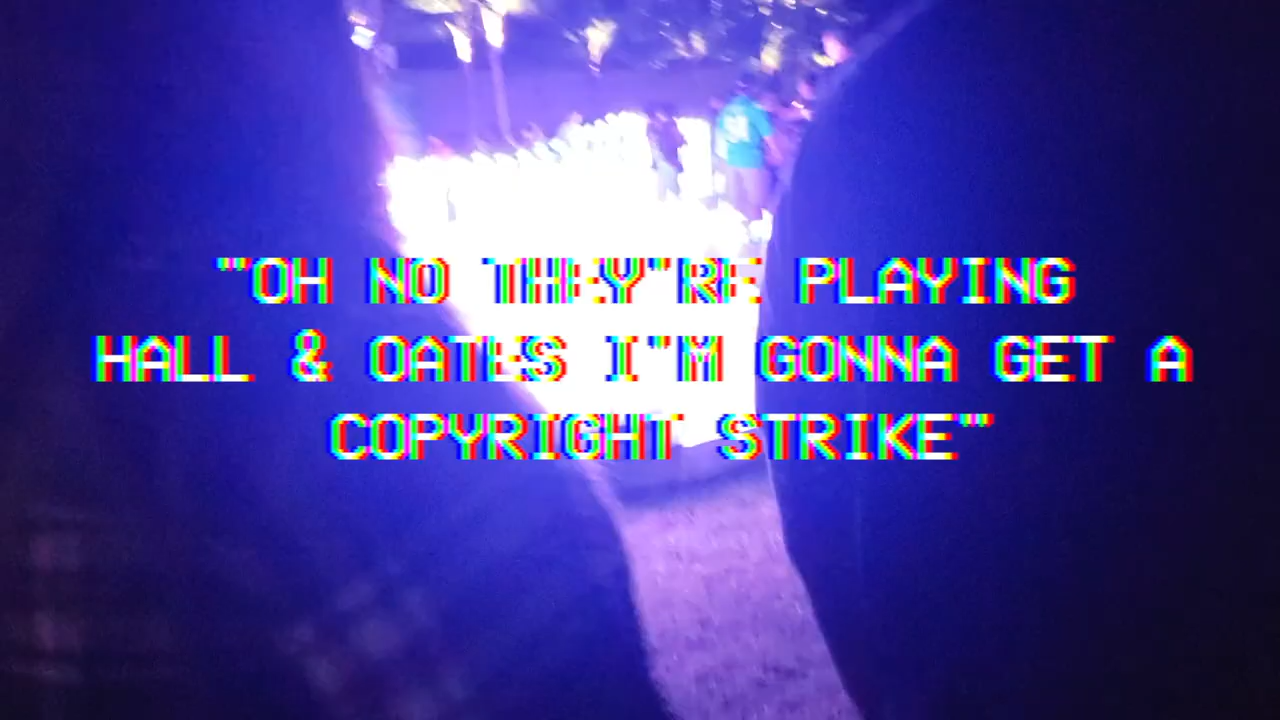 "OH NO THEY"RE PLAYING
HALL & OATES I"M GONNA GET A
COPYRIGHT STRIKE"